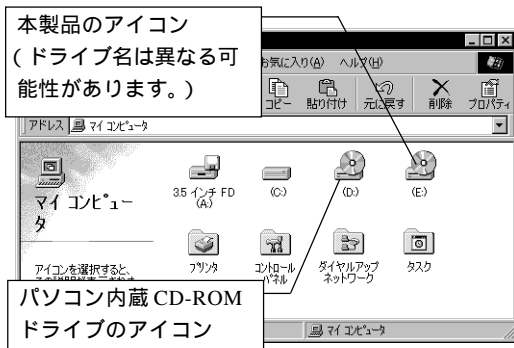 本製品のアイコン
(ドライブ名は異なる可
能性があります。)
お気に入り(A) ヘルプ(H)
コピー 貼り付け 元に戻す 削除 プロパティ
アドレス マイ コンピュータ
マイ コンピュー
タ
3.5 インチ FD (C:) (D:) (E:)
(A:)
アイコンを選択すると、
プリンタ コントロール ダイヤルアップ タスク
パネル ネットワーク
パソコン内蔵 CD-ROM
ドライブのアイコン
マイ コンピュータ